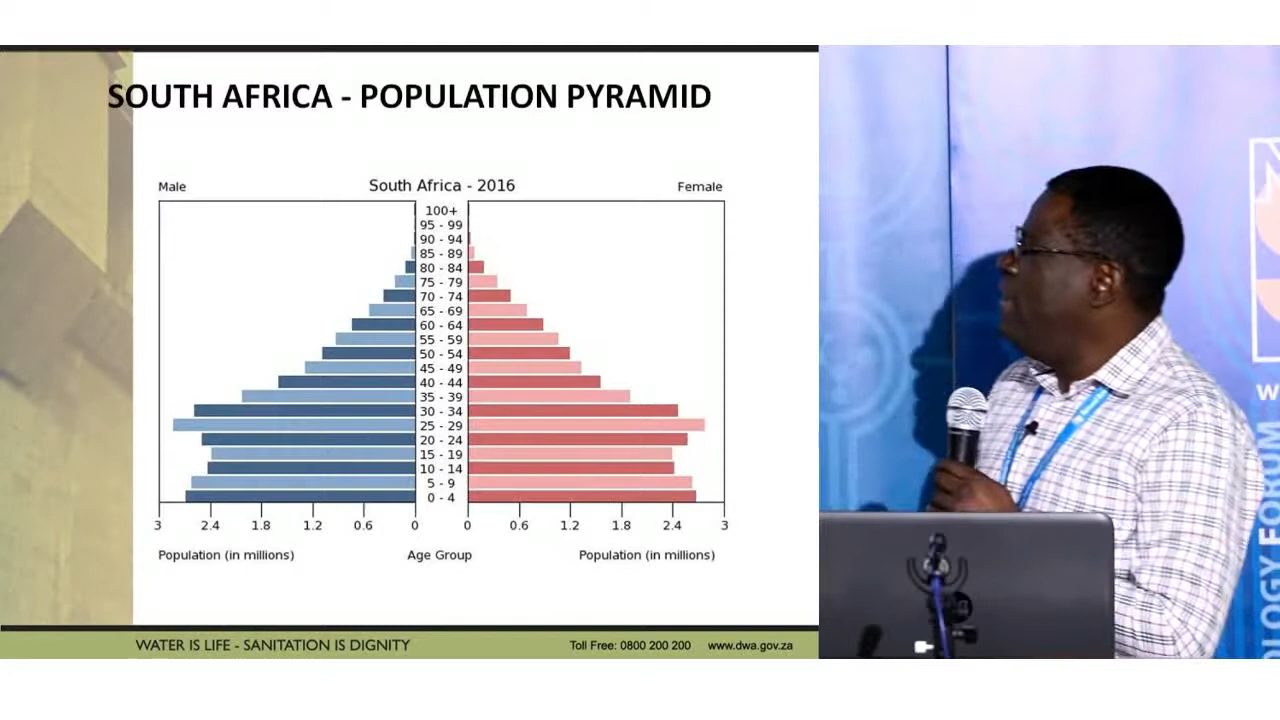 SOUTH AFRICA - POPULATION PYRAMID
Male
South Africa - 2016
Female
100+
95 - 99
90 - 94
85 - 89
80 - 84
75 - 79
70 - 74
65 - 69
60 - 64
55 - 59
50 - 54
45 - 49
40 - 44
35 - 39
30 - 34
25 - 29
20 - 24
15 - 19
10 - 14
5 - 9
0 - 4
3 2.4 1.8 1.2 0.6 0 0 0.6 1.2 1.8 2.4 3
Population (in millions) Age Group Population (in millions)
WATER IS LIFE - SANITATION IS DIGNITY
Toll Free: 0800 200 200 www.dwa.gov.za
W
OLOGY FORUM